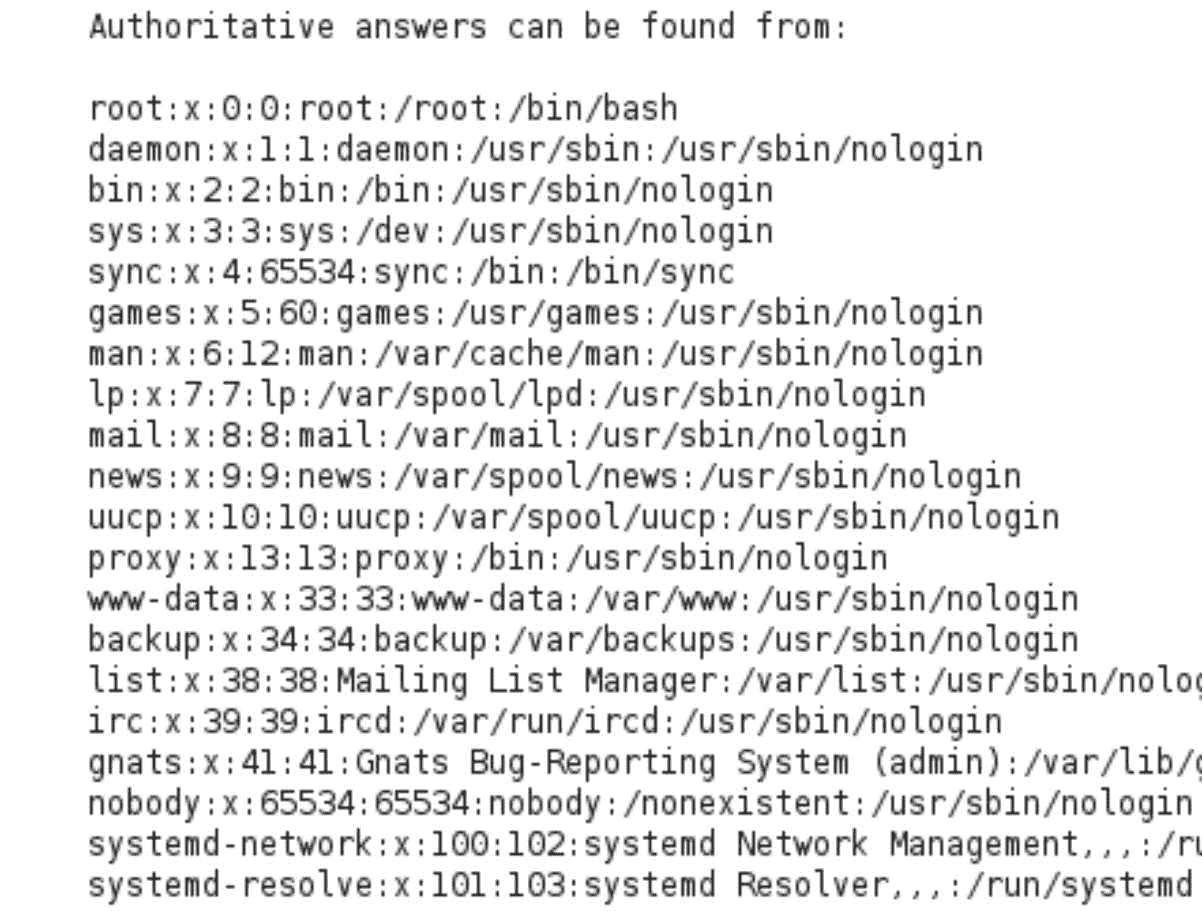 Authoritative answers can be found from:
root:x:0:0:root:/root:/bin/bash
daemon:x:1:1:daemon:/usr/sbin:/usr/sbin/nologin
bin:x:2:2:bin:/bin:/usr/sbin/nologin
sys:x:3:3:sys:/dev:/usr/sbin/nologin
sync:x:4:65534:sync:/bin:/bin/sync
games:x:5:60:games:/usr/games:/usr/sbin/nologin
man:x:6:12:man:/var/cache/man:/usr/sbin/nologin
lp:x:7:7:lp:/var/spool/lpd:/usr/sbin/nologin
mail:x:8:8:mail:/var/mail:/usr/sbin/nologin
news:x:9:9:news:/var/spool/news:/usr/sbin/nologin
uucp:x:10:10:uucp:/var/spool/uucp:/usr/sbin/nologin
proxy:x:13:13:proxy:/bin:/usr/sbin/nologin
www-data:x:33:33:www-data:/var/www:/usr/sbin/nologin
backup:x:34:34:backup:/var/backups:/usr/sbin/nologin
list:x:38:38:Mailing List Manager:/var/list:/usr/sbin/nolog
irc:x:39:39:ircd:/var/run/ircd:/usr/sbin/nologin
gnats:x:41:41:Gnats Bug-Reporting System (admin):/var/lib/g
nobody:x:65534:65534:nobody:/nonexistent:/usr/sbin/nologin
systemd-network:x:100:102:systemd Network Management,,,:/ru
systemd-resolve:x:101:103:systemd Resolver,,,:/run/systemd